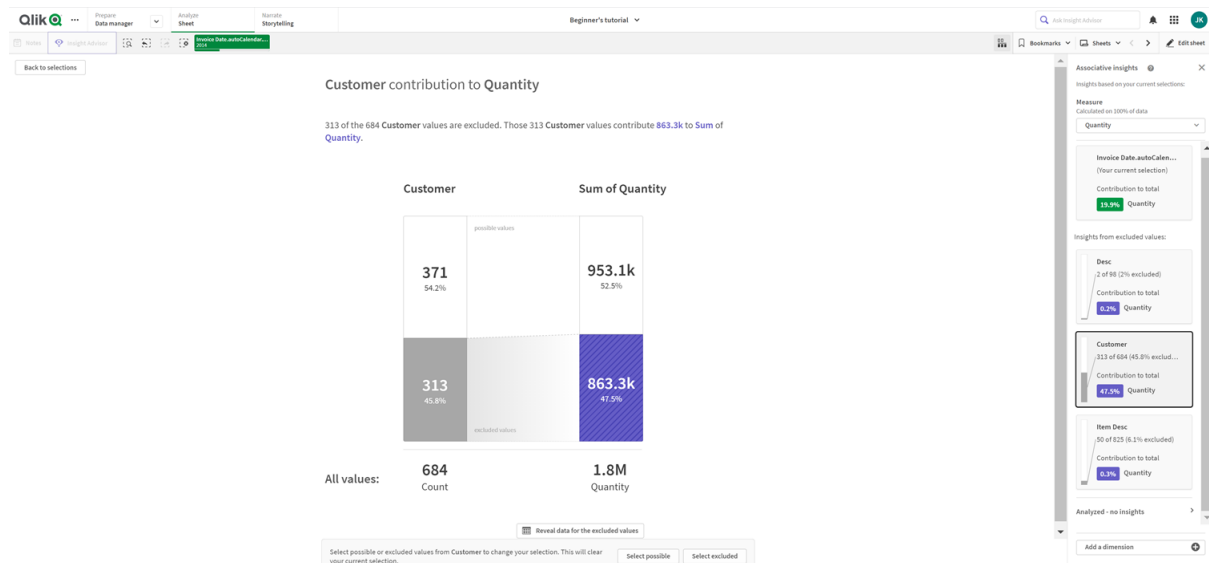 Qlik
Prepare
Data manager
Analyze
Sheet
Narrate
Storytelling
Beginner's tutorial
Ask Insight Advisor
JK
Notes
Insight Advisor
Invoice Date.autoCalendar....
2014
Bookmarks
Sheets
Edit sheet
Back to selections
Customer contribution to Quantity
313 of the 684 Customer values are excluded. Those 313 Customer values contribute 863.3k to Sum of
Quantity.
Customer
Sum of Quantity
possible values
371
54.2%
953.1k
52.5%
313
45.8%
863.3k
47.5%
excluded values
All values:
684
Count
1.8M
Quantity
Reveal data for the excluded values
Select possible or excluded values from Customer to change your selection. This will clear
your current selection.
Select possible
Select excluded
Associative insights
Insights based on your current selections:
Measure
Calculated on 100% of data
Quantity
Invoice Date.autoCalen...
(Your current selection)
Contribution to total
19.9% Quantity
Insights from excluded values:
Desc
2 of 98 (2% excluded)
Contribution to total
0.2% Quantity
Customer
313 of 684 (45.8% exclud...
Contribution to total
47.5% Quantity
Item Desc
50 of 825 (6.1% excluded)
Contribution to total
0.3% Quantity
Analyzed - no insights
Add a dimension